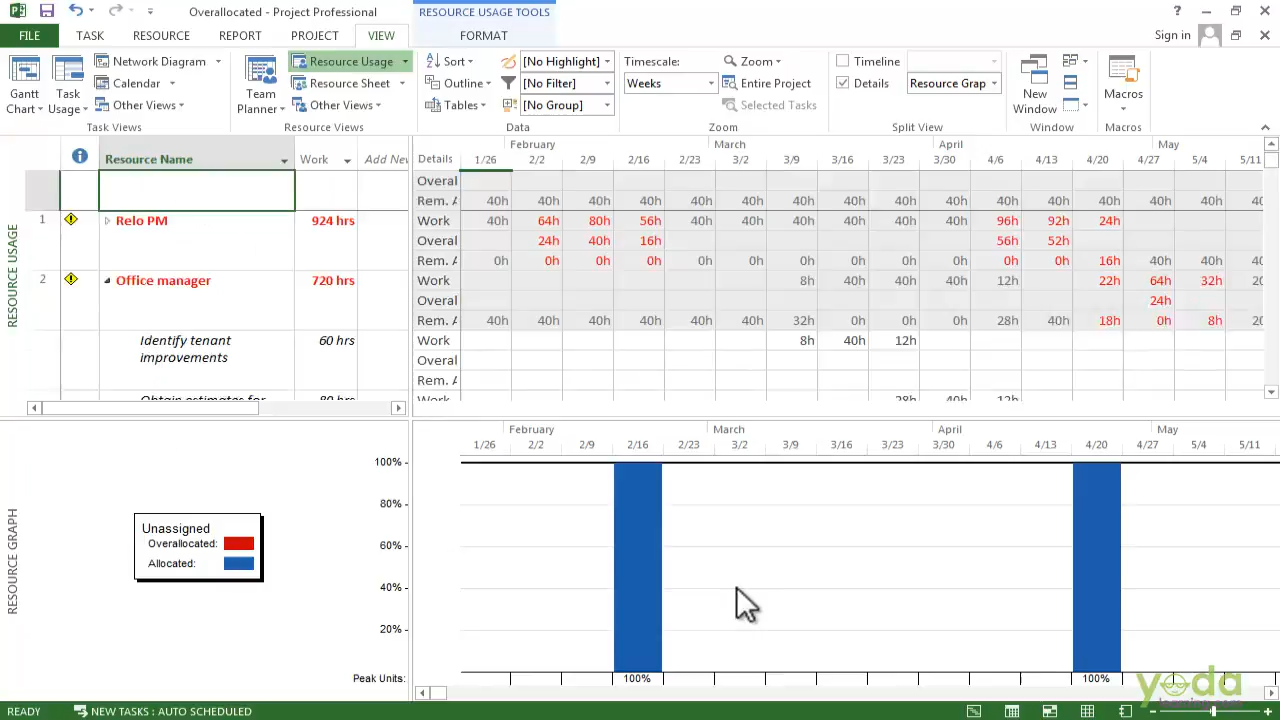 Overallocated - Project Professional
RESOURCE USAGE TOOLS
?
FILE
TASK
RESOURCE
REPORT
PROJECT
VIEW
FORMAT
Sign in
Gantt Chart
Task Usage
Network Diagram
Calendar
Other Views
Task Views
Team Planner
Resource Usage
Resource Sheet
Other Views
Resource Views
Sort
Outline
Tables
[No Highlight]
[No Filter]
[No Group]
Data
Timescale:
Weeks
Zoom
Entire Project
Selected Tasks
Zoom
Timeline
Details
Resource Grap
Split View
New Window
Window
Macros
Macros
RESOURCE USAGE
Resource Name Work Add New
1 Relo PM 924 hrs
2 Office manager 720 hrs
Identify tenant improvements 60 hrs
Obtain estimates for 80 hrs
February March April May
Details 1/26 2/2 2/9 2/16 2/23 3/2 3/9 3/16 3/23 3/30 4/6 4/13 4/20 4/27 5/4 5/11
Overal
Rem. A 40h 40h 40h 40h 40h 40h 40h 40h 40h 40h 40h 40h 40h 40h 40h 40
Work 40h 64h 80h 56h 40h 40h 40h 40h 40h 40h 96h 92h 24h
Overal 24h 40h 16h 56h 52h
Rem. A 0h 0h 0h 0h 0h 0h 0h 0h 0h 0h 0h 0h 16h 40h 40h 40
Work 8h 40h 40h 40h 12h 22h 64h 32h 20
Overal 24h
Rem. A 40h 40h 40h 40h 40h 40h 32h 0h 0h 0h 28h 40h 18h 0h 8h 20
Work 8h 40h 12h
Overal
Rem. A
Work 28h 40h 12h
RESOURCE GRAPH
Unassigned
Overallocated:
Allocated:
February March April May
1/26 2/2 2/9 2/16 2/23 3/2 3/9 3/16 3/23 3/30 4/6 4/13 4/20 4/27 5/4 5/11
100%
80%
60%
40%
20%
Peak Units: 100% 100%
yoda
learning.com
READY
NEW TASKS : AUTO SCHEDULED